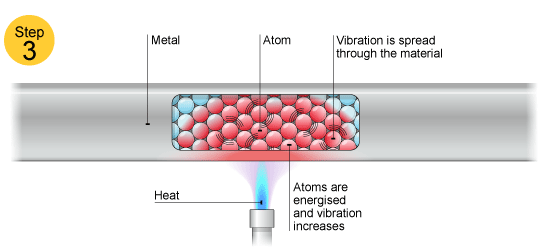 Step
3
Metal
Atom
Vibration is spread
through the material
Heat
Atoms are
energised
and vibration
increases